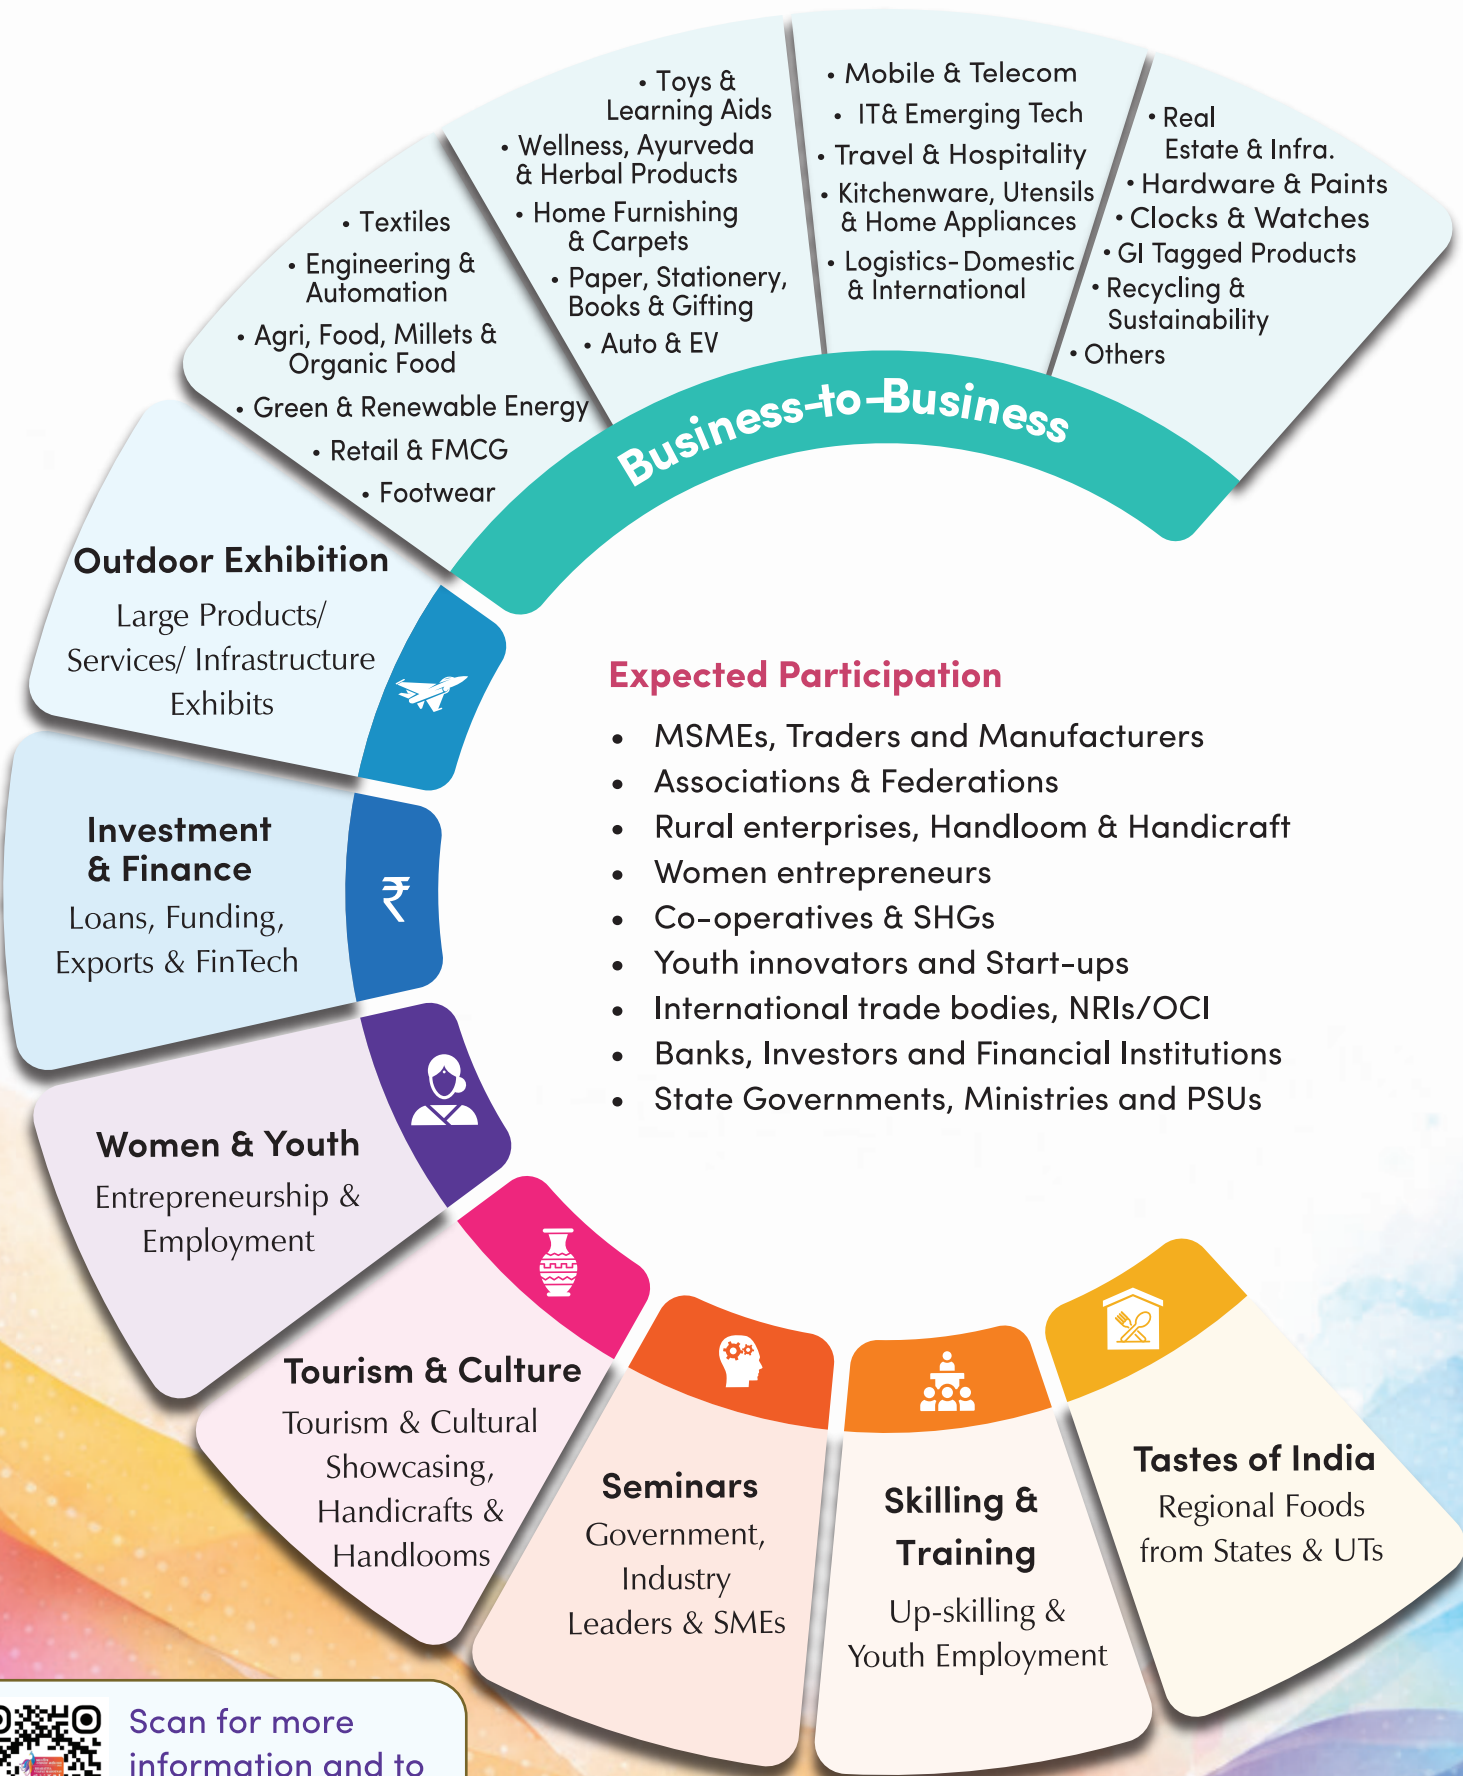 • Textiles
• Engineering &
Automation
• Agri, Food, Millets &
Organic Food
• Green & Renewable Energy
• Retail & FMCG
• Footwear
• Toys &
Learning Aids
• Wellness, Ayurveda
& Herbal Products
• Home Furnishing
& Carpets
• Paper, Stationery,
Books & Gifting
• Auto & EV
• Mobile & Telecom
• IT& Emerging Tech
• Travel & Hospitality
• Kitchenware, Utensils
& Home Appliances
• Logistics- Domestic
& International
• Real
Estate & Infra.
• Hardware & Paints
• Clocks & Watches
• GI Tagged Products
• Recycling &
Sustainability
• Others
Business-to-Business
Outdoor Exhibition
Large Products/
Services/ Infrastructure
Exhibits
₹
Investment
& Finance
Loans, Funding,
Exports & FinTech
Women & Youth
Entrepreneurship &
Employment
Tourism & Culture
Tourism & Cultural
Showcasing,
Handicrafts &
Handlooms
Seminars
Government,
Industry
Leaders & SMEs
Skilling &
Training
Up-skilling &
Youth Employment
Tastes of India
Regional Foods
from States & UTs
Expected Participation
• MSMEs, Traders and Manufacturers
• Associations & Federations
• Rural enterprises, Handloom & Handicraft
• Women entrepreneurs
• Co-operatives & SHGs
• Youth innovators and Start-ups
• International trade bodies, NRIs/OCI
• Banks, Investors and Financial Institutions
• State Governments, Ministries and PSUs
Scan for more
information and to